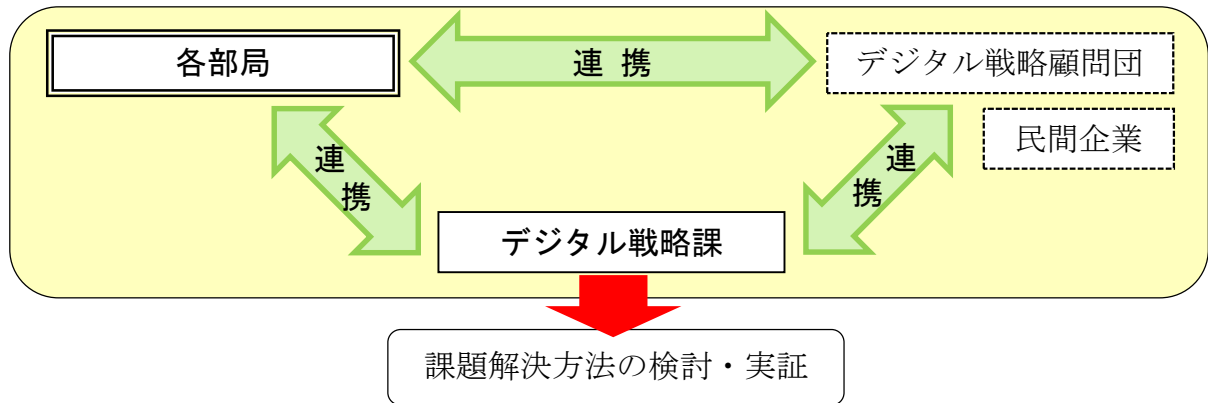 各部局
連携
デジタル戦略顧問団
民間企業
連携
連携
デジタル戦略課
課題解決方法の検討・実証